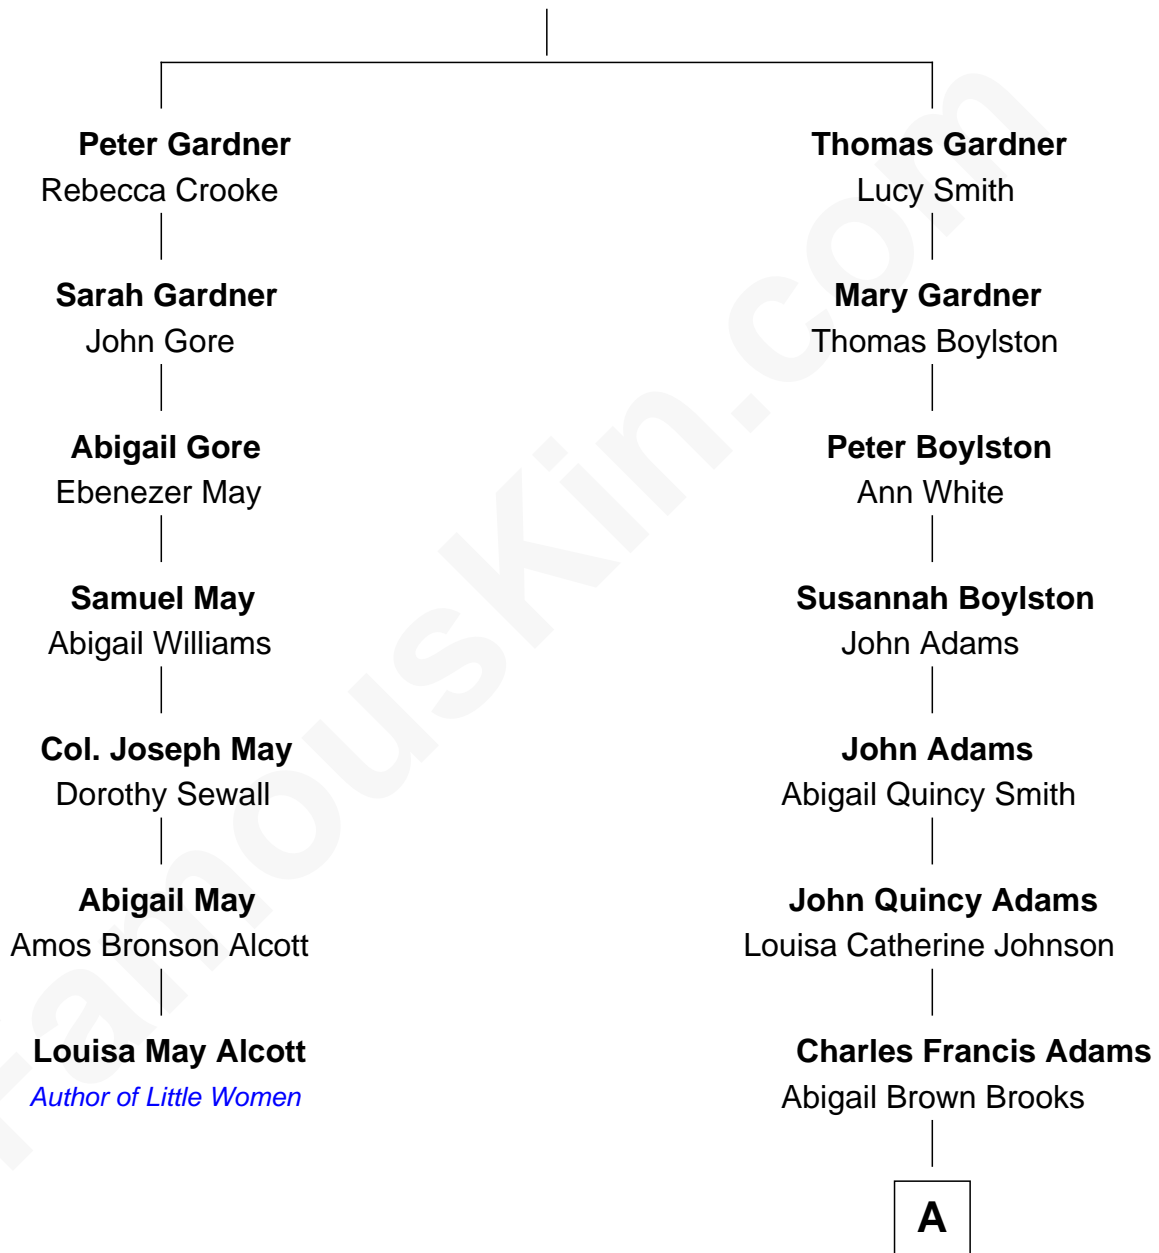 Peter Gardner
Rebecca Crooke
Sarah Gardner
John Gore
Abigail Gore
Ebenezer May
Samuel May
Abigail Williams
Col. Joseph May
Dorothy Sewall
Abigail May
Amos Bronson Alcott
Louisa May Alcott
Author of Little Women
Thomas Gardner
Lucy Smith
Mary Gardner
Thomas Boylston
Peter Boylston
Ann White
Susannah Boylston
John Adams
John Adams
Abigail Quincy Smith
John Quincy Adams
Louisa Catherine Johnson
Charles Francis Adams
Abigail Brown Brooks
A
FamousKin.com